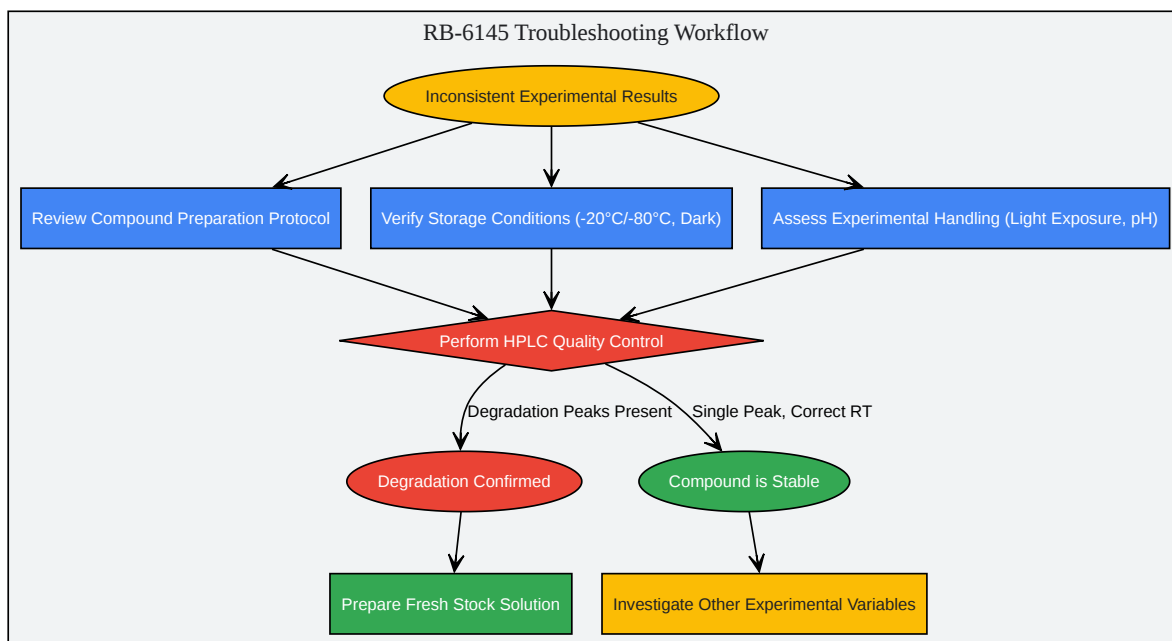 RB-6145 Troubleshooting Workflow
Inconsistent Experimental Results
Review Compound Preparation Protocol
Verify Storage Conditions (-20°C/-80°C, Dark)
Assess Experimental Handling (Light Exposure, pH)
Perform HPLC Quality Control
Degradation Peaks Present
Single Peak, Correct RT
Degradation Confirmed
Compound is Stable
Prepare Fresh Stock Solution
Investigate Other Experimental Variables